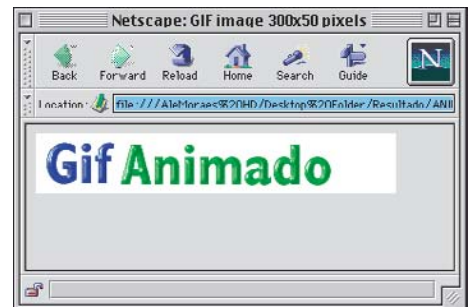 Netscape: GIF image 300x50 pixels
Back Forward Reload Home Search Guide N
Location: file:///AleMoraes%20HD/Desktop%20Folder/Resultado/ANI
Gif Animado